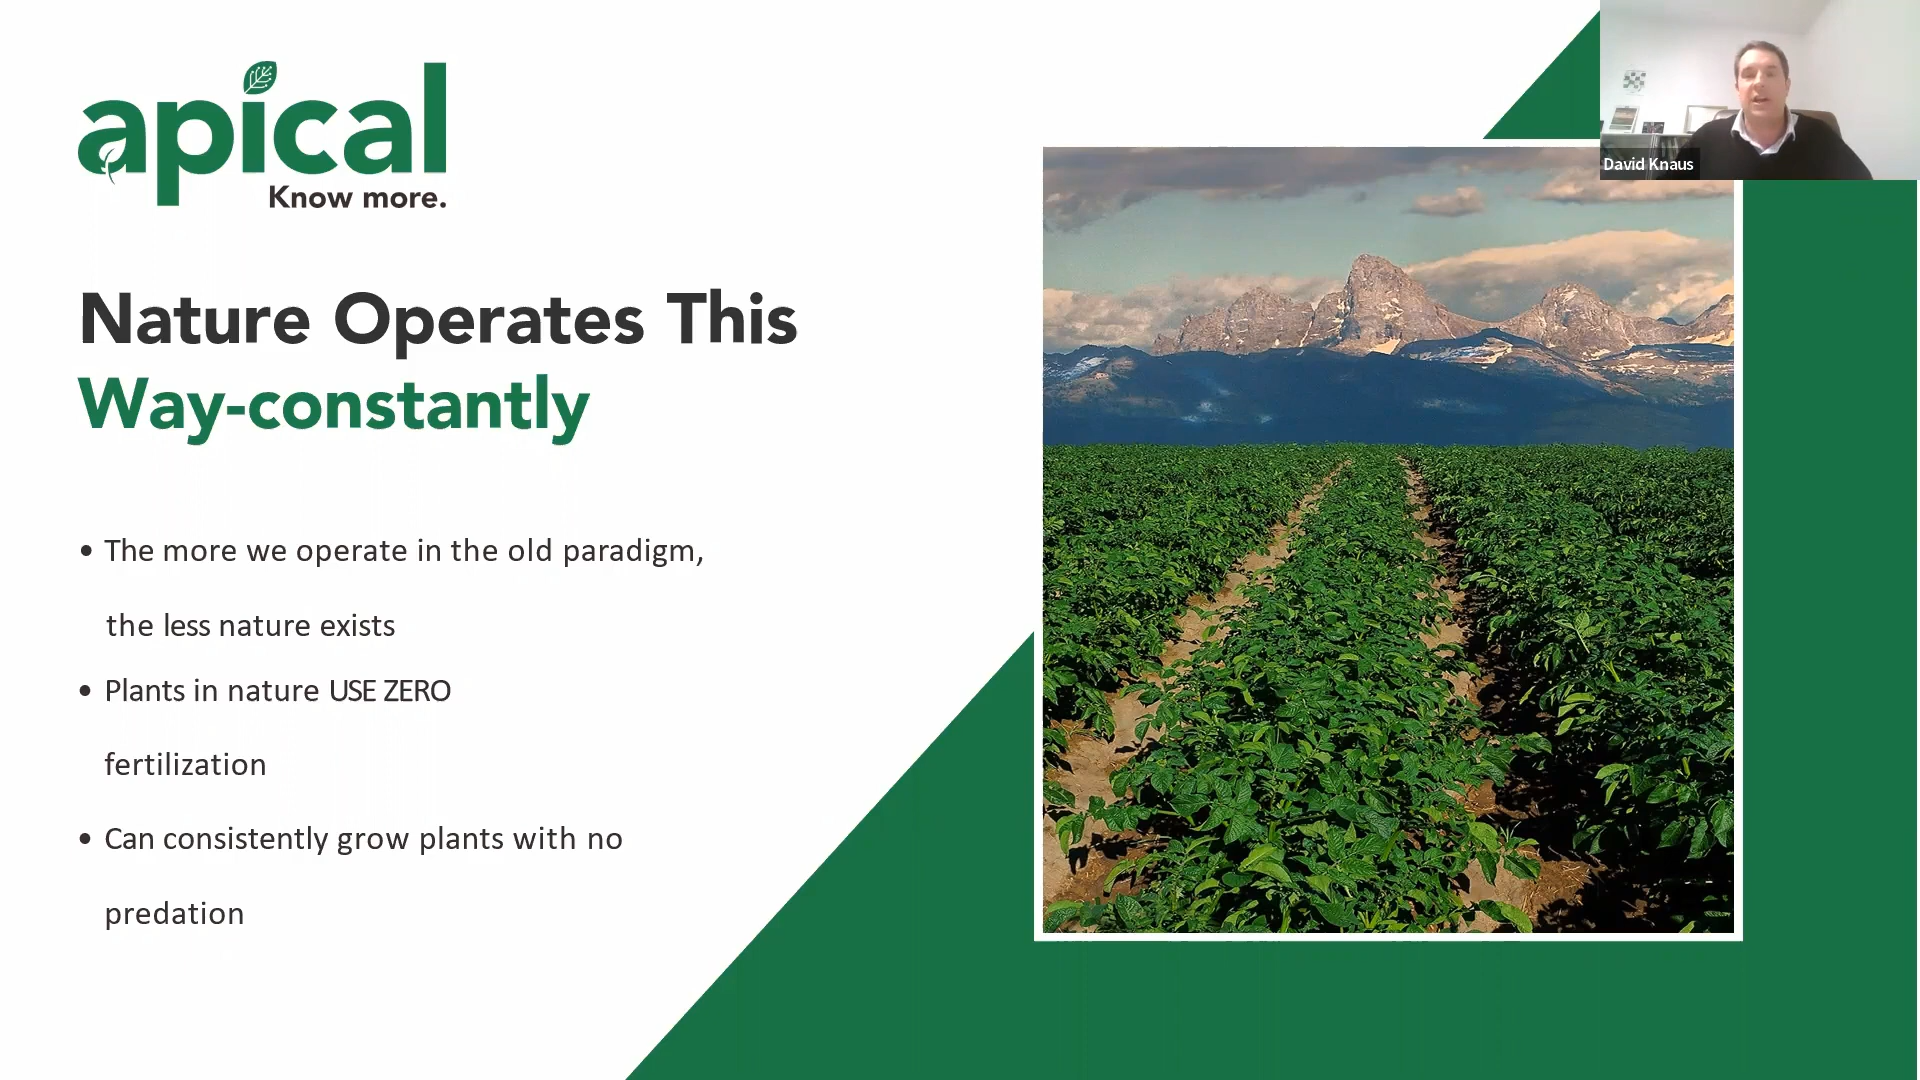 apical
Know more.
David Knaus
Nature Operates This
Way-constantly
• The more we operate in the old paradigm,
the less nature exists
• Plants in nature USE ZERO
fertilization
• Can consistently grow plants with no
predation